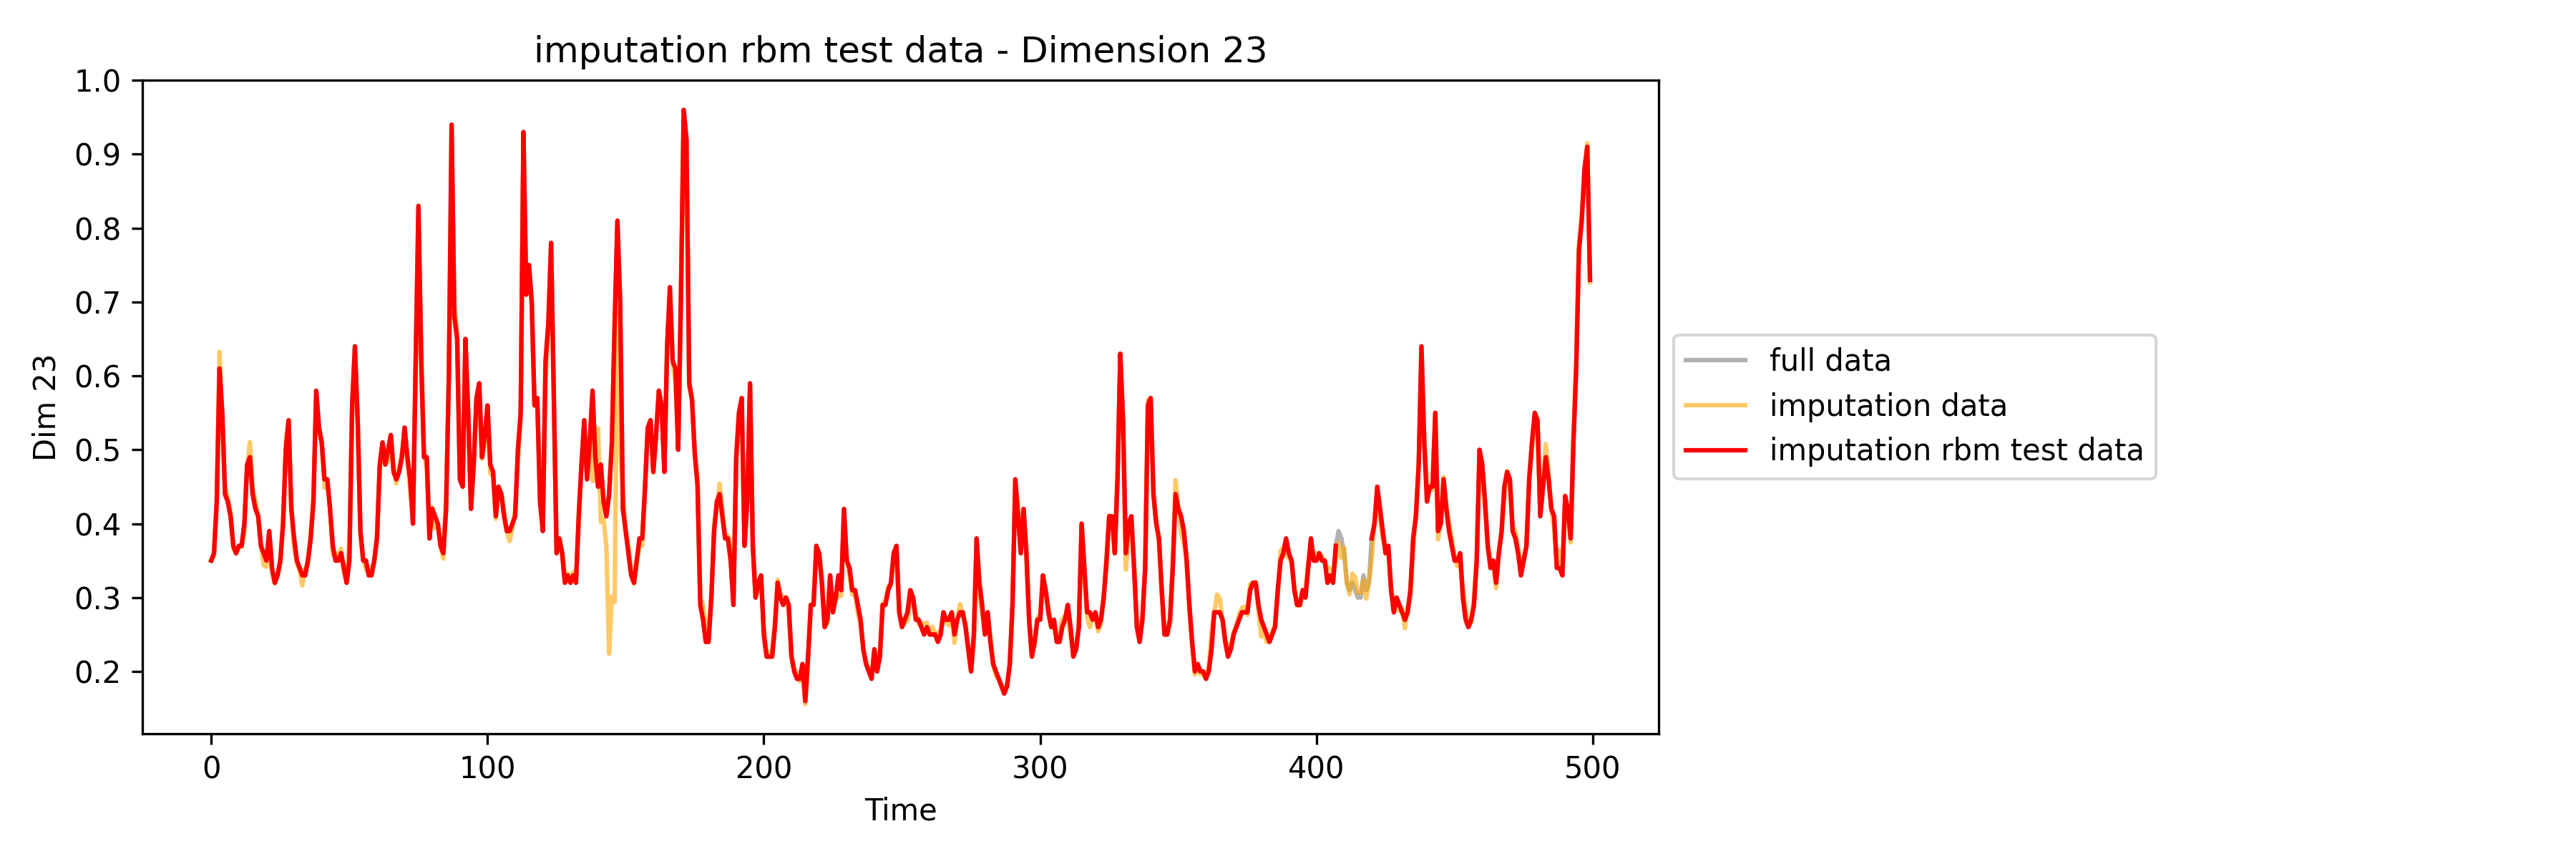 imputation rbm test data - Dimension 23
1.0
0.9
0.8
0.7
0.6
0.5
0.4
0.3
0.2
Dim 23
0 100 200 300 400 500
Time
full data
imputation data
imputation rbm test data